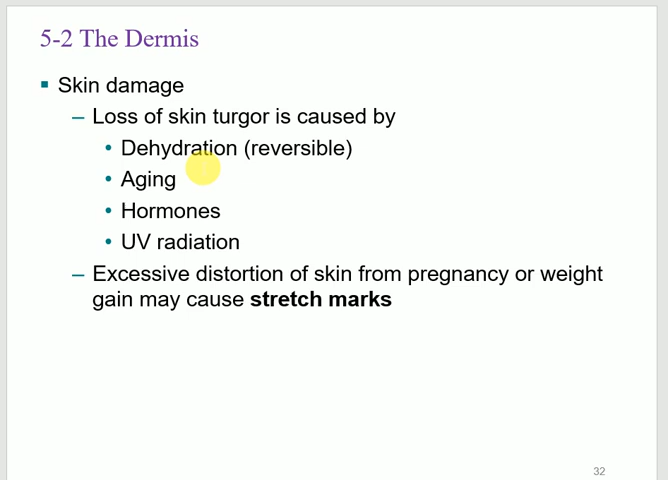 5-2 The Dermis
▪ Skin damage
– Loss of skin turgor is caused by
• Dehydration (reversible)
• Aging
• Hormones
• UV radiation
– Excessive distortion of skin from pregnancy or weight
gain may cause stretch marks
32